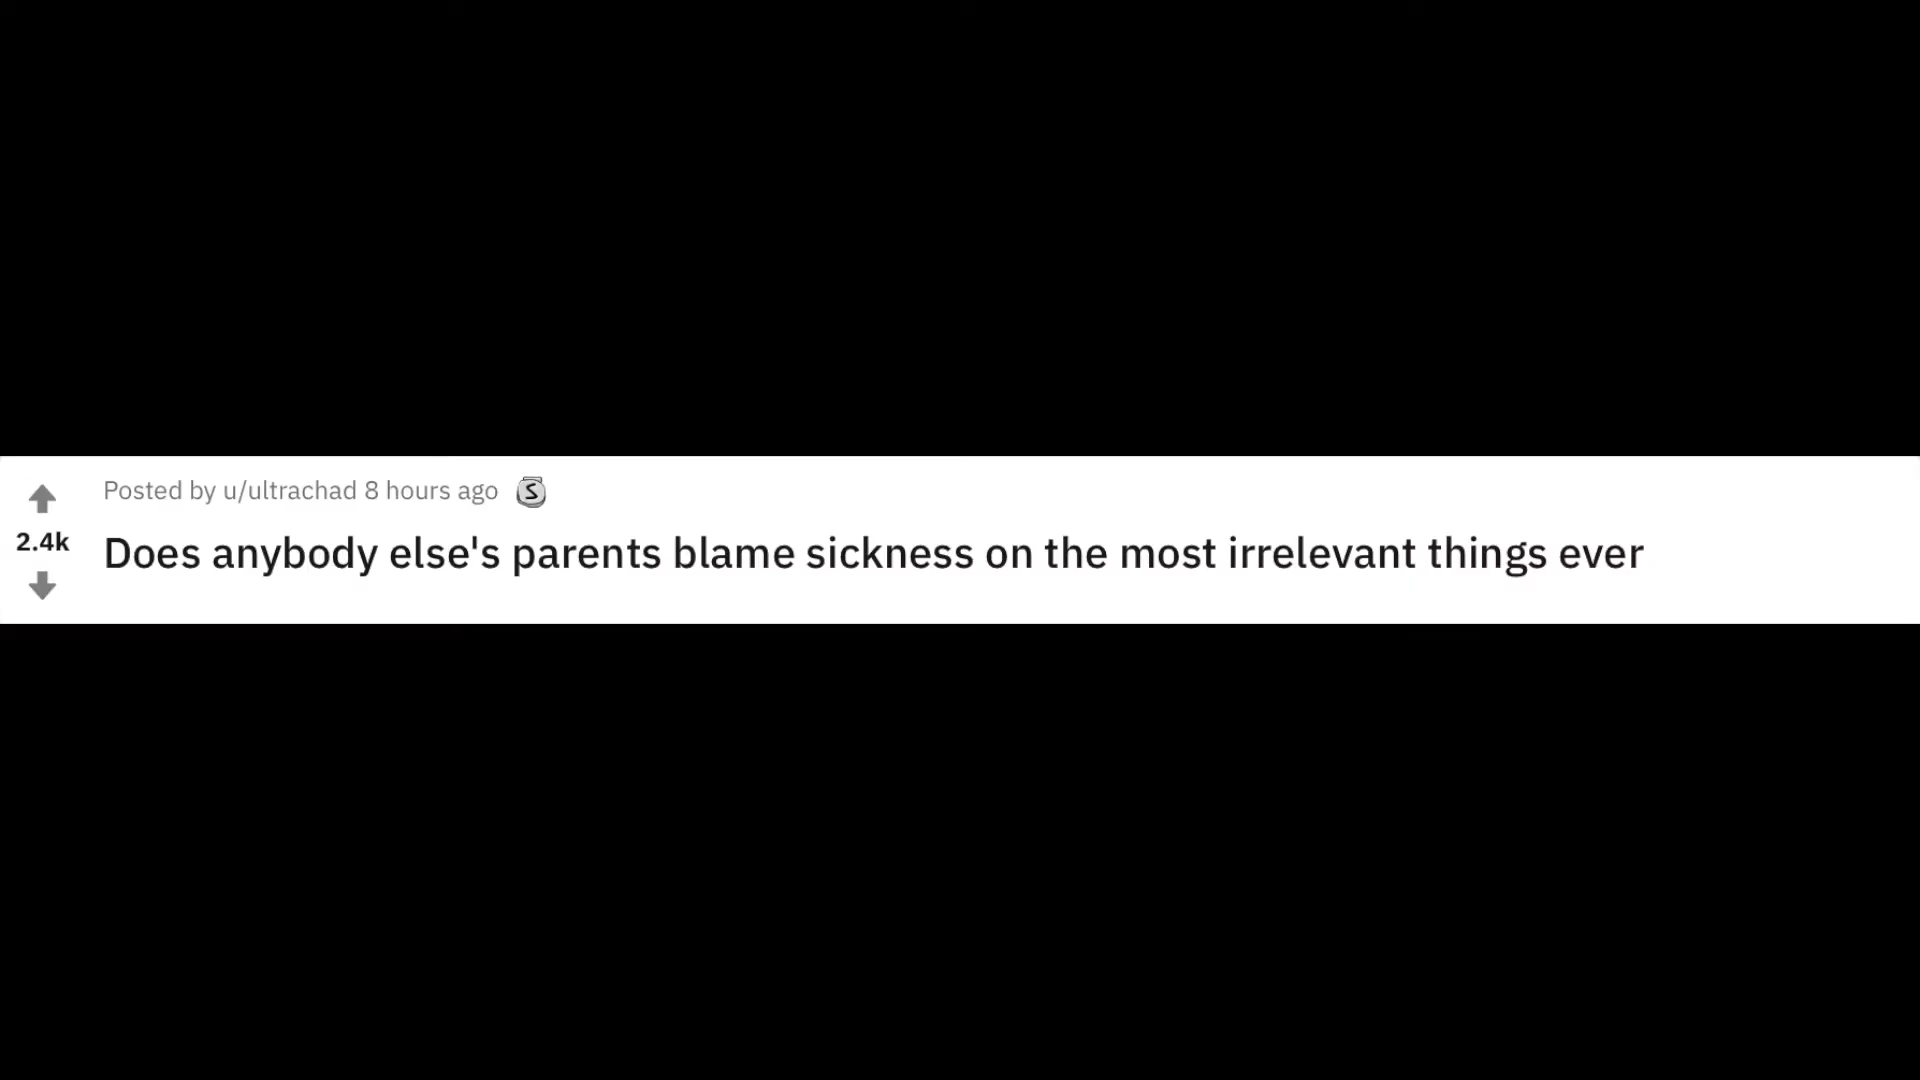 Posted by u/ultrachad 8 hours ago S
2.4k
Does anybody else's parents blame sickness on the most irrelevant things ever